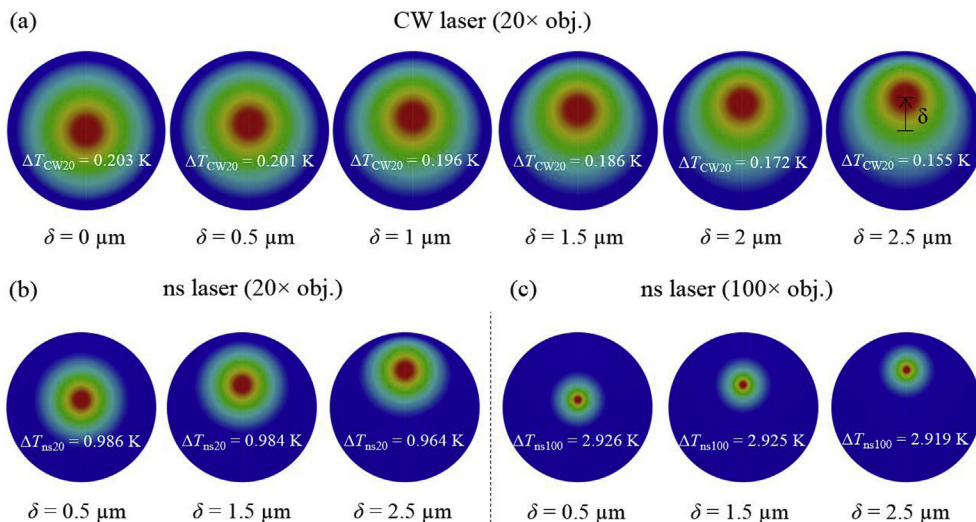 (a) CW laser (20× obj.)
δ
ΔT_CW20 = 0.203 K ΔT_CW20 = 0.201 K ΔT_CW20 = 0.196 K ΔT_CW20 = 0.186 K ΔT_CW20 = 0.172 K ΔT_CW20 = 0.155 K
δ = 0 µm δ = 0.5 µm δ = 1 µm δ = 1.5 µm δ = 2 µm δ = 2.5 µm
(b) ns laser (20× obj.) (c) ns laser (100× obj.)
ΔT_ns20 = 0.986 K ΔT_ns20 = 0.984 K ΔT_ns20 = 0.964 K ΔT_ns100 = 2.926 K ΔT_ns100 = 2.925 K ΔT_ns100 = 2.919 K
δ = 0.5 µm δ = 1.5 µm δ = 2.5 µm δ = 0.5 µm δ = 1.5 µm δ = 2.5 µm